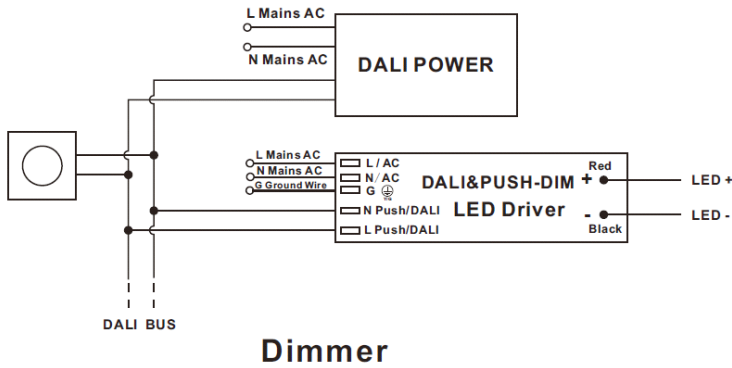 L Mains AC
N Mains AC
DALI POWER
L Mains AC
N Mains AC
G Ground Wire
L / AC
N/ AC
G
N Push/DALI
L Push/DALI
DALI&PUSH-DIM
LED Driver
Red
+
-
Black
LED +
LED -
DALI BUS
Dimmer